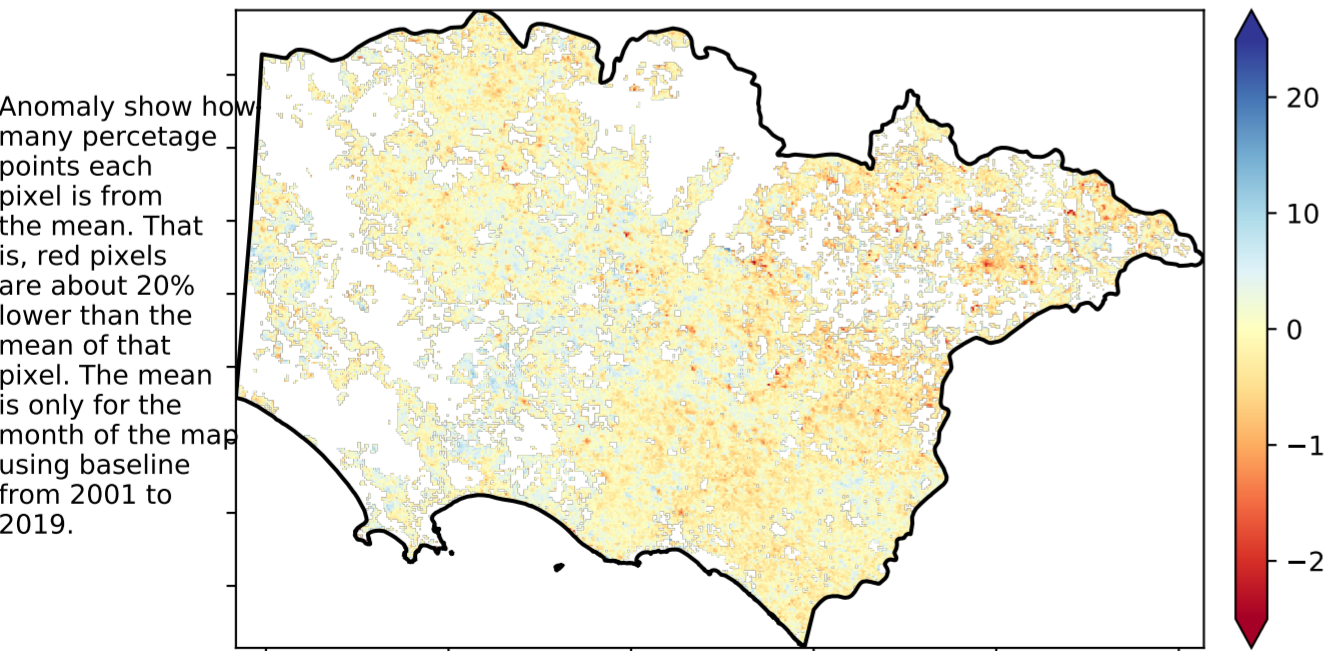 Anomaly show how
many percetage
points each
pixel is from
the mean. That
is, red pixels
are about 20%
lower than the
mean of that
pixel. The mean
is only for the
month of the map
using baseline
from 2001 to
2019.
20
10
0
−1
−2